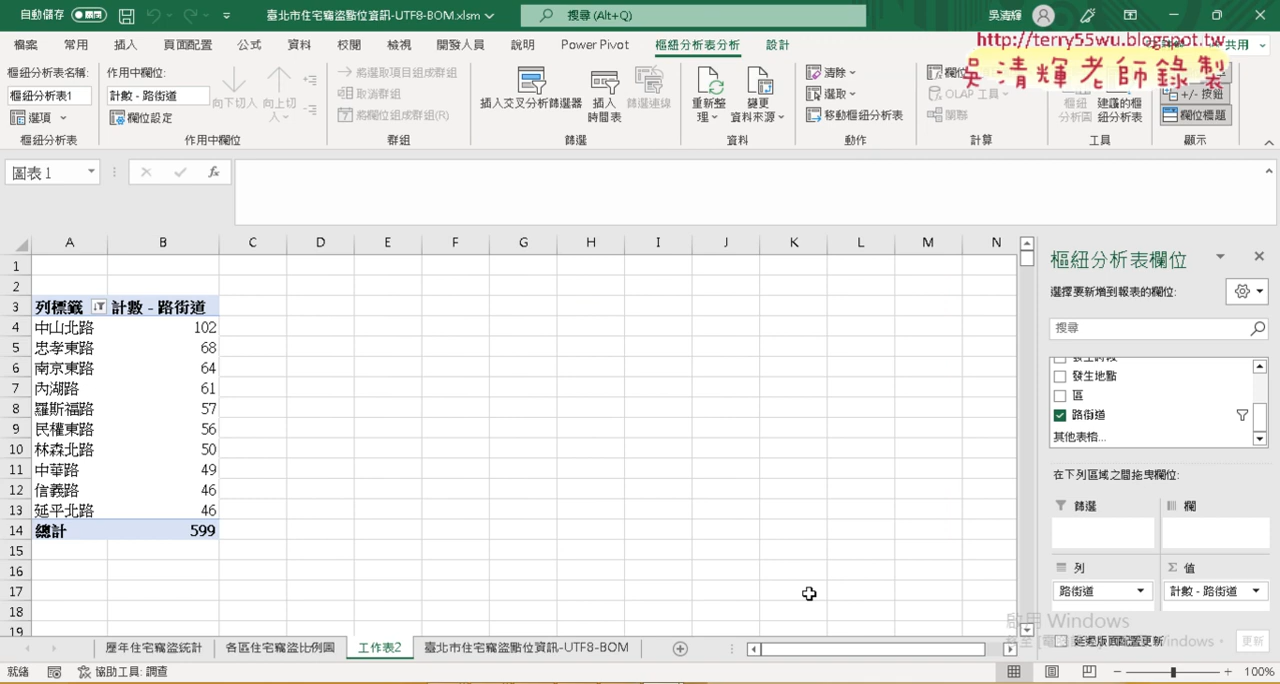 自動儲存 臺北市住宅竊盜點位資訊-UTF8-BOM.xlsm 搜尋 (Alt+Q) 吳清輝
http://terry55wu.blogspot.tw
吳清輝老師錄製
檔案 常用 插入 頁面配置 公式 資料 校閱 檢視 開發人員 說明 Power Pivot 樞紐分析表分析 設計 共用
樞紐分析表名稱: 作用中欄位:
樞紐分析表1 計數 - 路街道
選項 欄位設定
向下切入 向上切入
將選取項目組成群組
取消群組
將欄位組成群組(R)
插入交叉分析篩選器 插入時間表 篩選連線
重新整理 變更資料來源
清除
選取
移動樞紐分析表
OLAP 工具
關聯
樞紐分析圖 建議的樞紐分析表
+/- 按鈕
欄位標題
樞紐分析表 作用中欄位 群組 篩選 資料 動作 計算 工具 顯示
圖表 1 fx
A B C D E F G H I J K L M N
1
2
3 列標籤 計數 - 路街道
4 中山北路 102
5 忠孝東路 68
6 南京東路 64
7 內湖路 61
8 羅斯福路 57
9 民權東路 56
10 林森北路 50
11 中華路 49
12 信義路 46
13 延平北路 46
14 總計 599
15
16
17
18
19
樞紐分析表欄位
選擇要新增到報表的欄位:
搜尋
發生時段
發生地點
區
路街道
其他表格...
在下列區域之間拖曳欄位:
篩選 欄
列 Σ 值
路街道 計數 - 路街道
啟用 Windows
延遲版面配置更新 更新
歷年住宅竊盜統計 各區住宅竊盜比例圖 工作表2 臺北市住宅竊盜點位資訊-UTF8-BOM
就緒 協助工具: 調查 100%